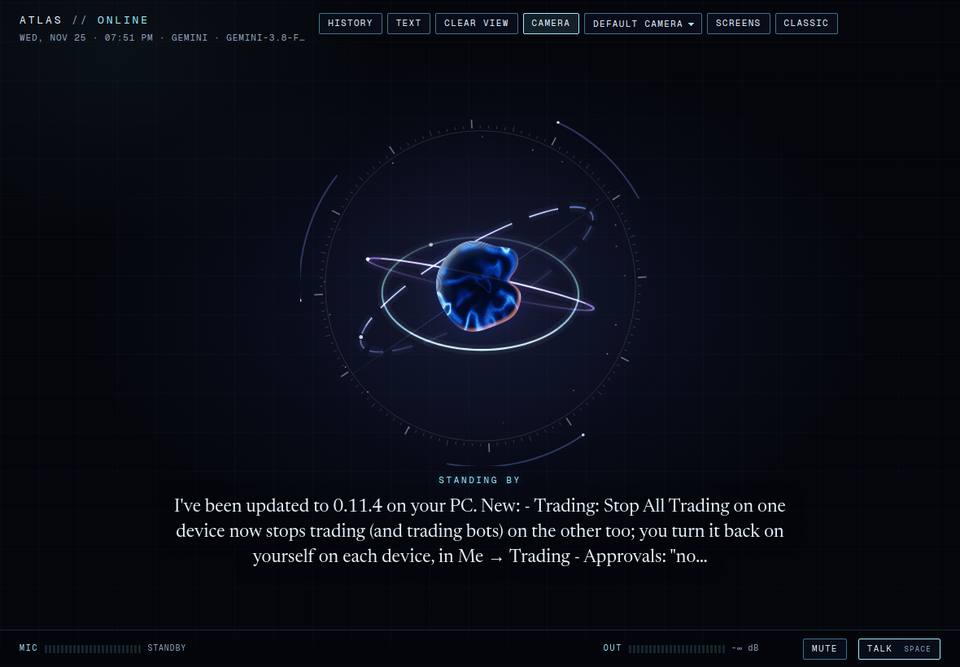 ATLAS // ONLINE
WED, NOV 25 · 07:51 PM · GEMINI · GEMINI-3.8-F…
HISTORY
TEXT
CLEAR VIEW
CAMERA
DEFAULT CAMERA
SCREENS
CLASSIC
STANDING BY
I've been updated to 0.11.4 on your PC. New: - Trading: Stop All Trading on one
device now stops trading (and trading bots) on the other too; you turn it back on
yourself on each device, in Me → Trading - Approvals: "no...
MIC
STANDBY
OUT
-∞ dB
MUTE
TALK SPACE